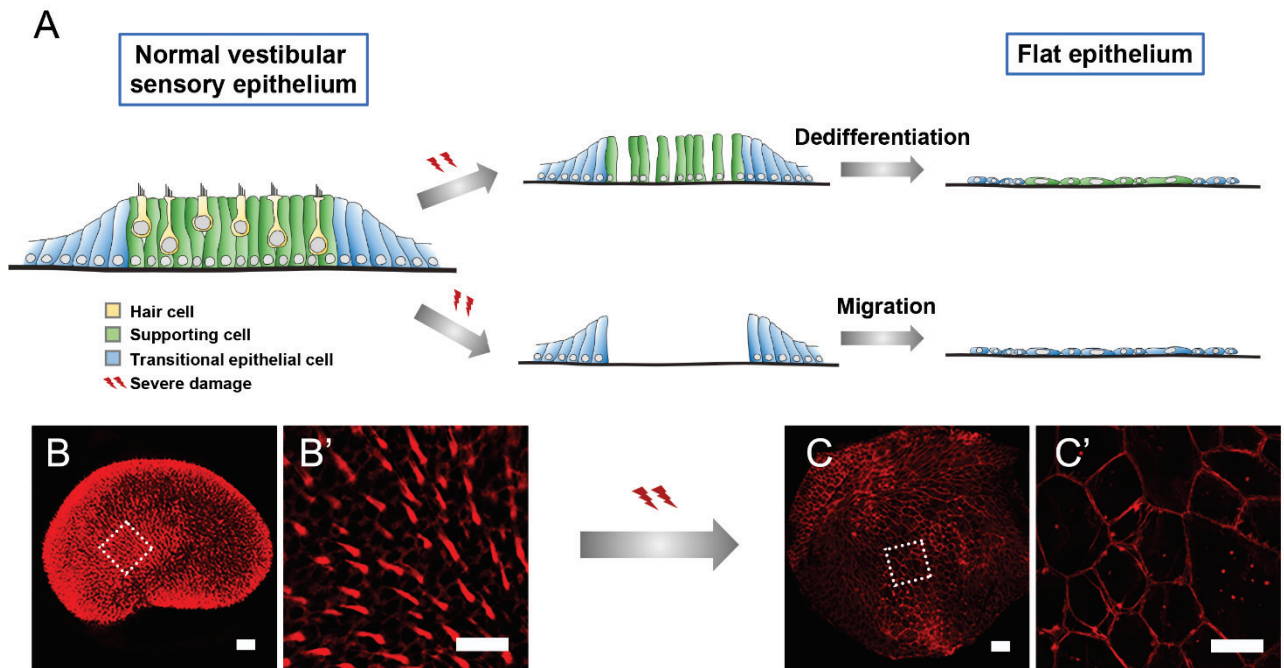 A
Normal vestibular
sensory epithelium
Flat epithelium
Dedifferentiation
Migration
Hair cell
Supporting cell
Transitional epithelial cell
Severe damage
B
B'
C
C'